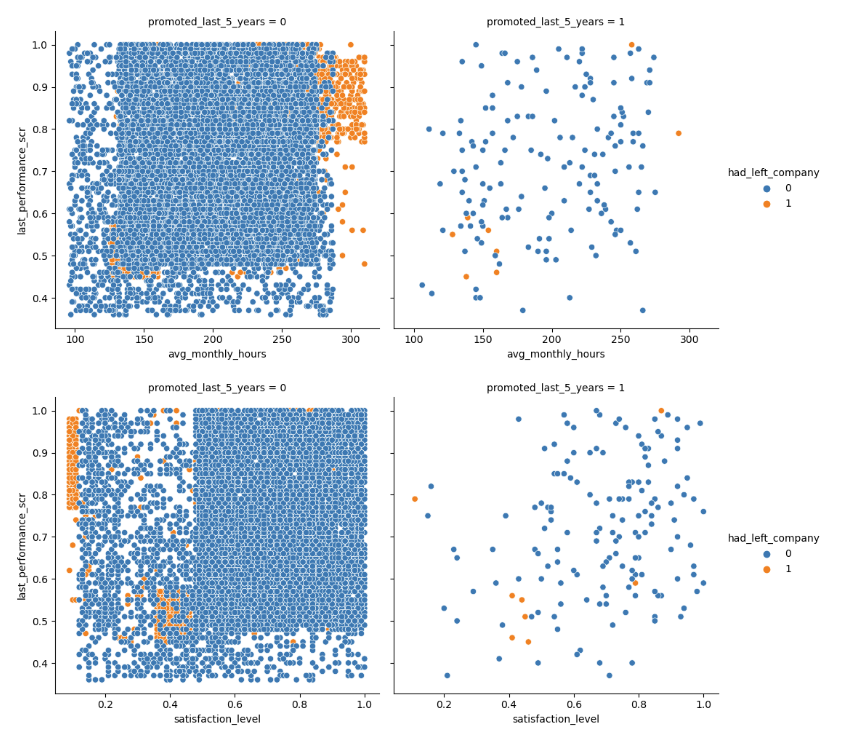 promoted_last_5_years = 0
promoted_last_5_years = 1
1.0
0.9
0.8
0.7
0.6
0.5
0.4
last_performance_scr
100 150 200 250 300
avg_monthly_hours
100 150 200 250 300
avg_monthly_hours
had_left_company
0
1
promoted_last_5_years = 0
promoted_last_5_years = 1
1.0
0.9
0.8
0.7
0.6
0.5
0.4
last_performance_scr
0.2 0.4 0.6 0.8 1.0
satisfaction_level
0.2 0.4 0.6 0.8 1.0
satisfaction_level
had_left_company
0
1